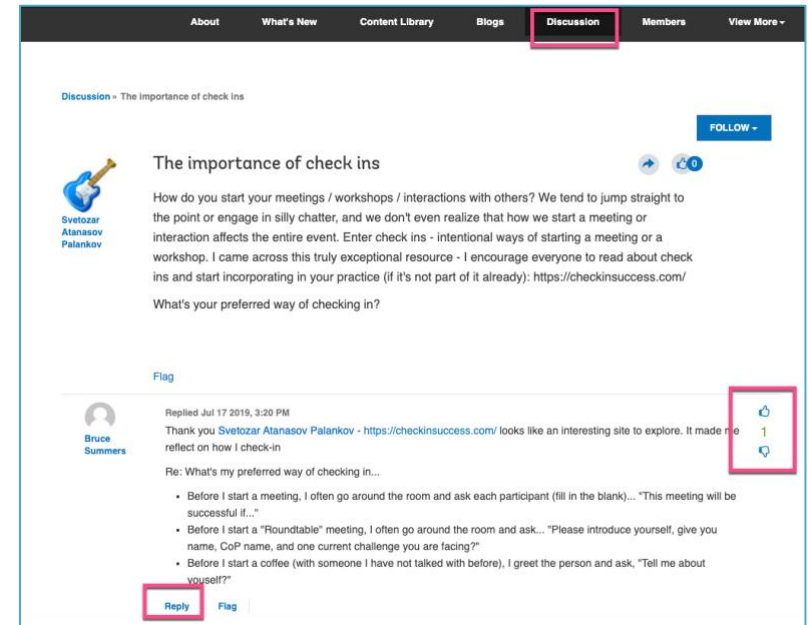 About What's New Content Library Blogs Discussion Members View More
Discussion » The importance of check ins
FOLLOW
The importance of check ins
0
Svetozar
Atanasov
Palankov
How do you start your meetings / workshops / interactions with others? We tend to jump straight to
the point or engage in silly chatter, and we don't even realize that how we start a meeting or
interaction affects the entire event. Enter check ins - intentional ways of starting a meeting or a
workshop. I came across this truly exceptional resource - I encourage everyone to read about check
ins and start incorporating in your practice (if it's not part of it already): https://checkinsuccess.com/
What's your preferred way of checking in?
Flag
Bruce
Summers
Replied Jul 17 2019, 3:20 PM
Thank you Svetozar Atanasov Palankov - https://checkinsuccess.com/ looks like an interesting site to explore. It made me
reflect on how I check-in
1
Re: What's my preferred way of checking in...
• Before I start a meeting, I often go around the room and ask each participant (fill in the blank)... "This meeting will be
successful if..."
• Before I start a "Roundtable" meeting, I often go around the room and ask... "Please introduce yourself, give you
name, CoP name, and one current challenge you are facing?"
• Before I start a coffee (with someone I have not talked with before), I greet the person and ask, "Tell me about
youself?"
Reply Flag